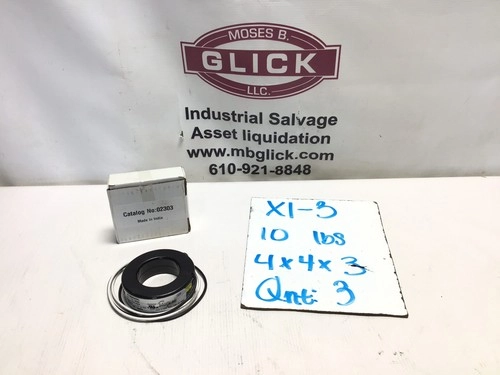 MOSES B.
GLICK
LLC.
Industrial Salvage
Asset liquidation
www.mbglick.com
610-921-8848
Catalog No:02303
Made in India
X1-3
10 lbs
4x4x3
Qnt: 3